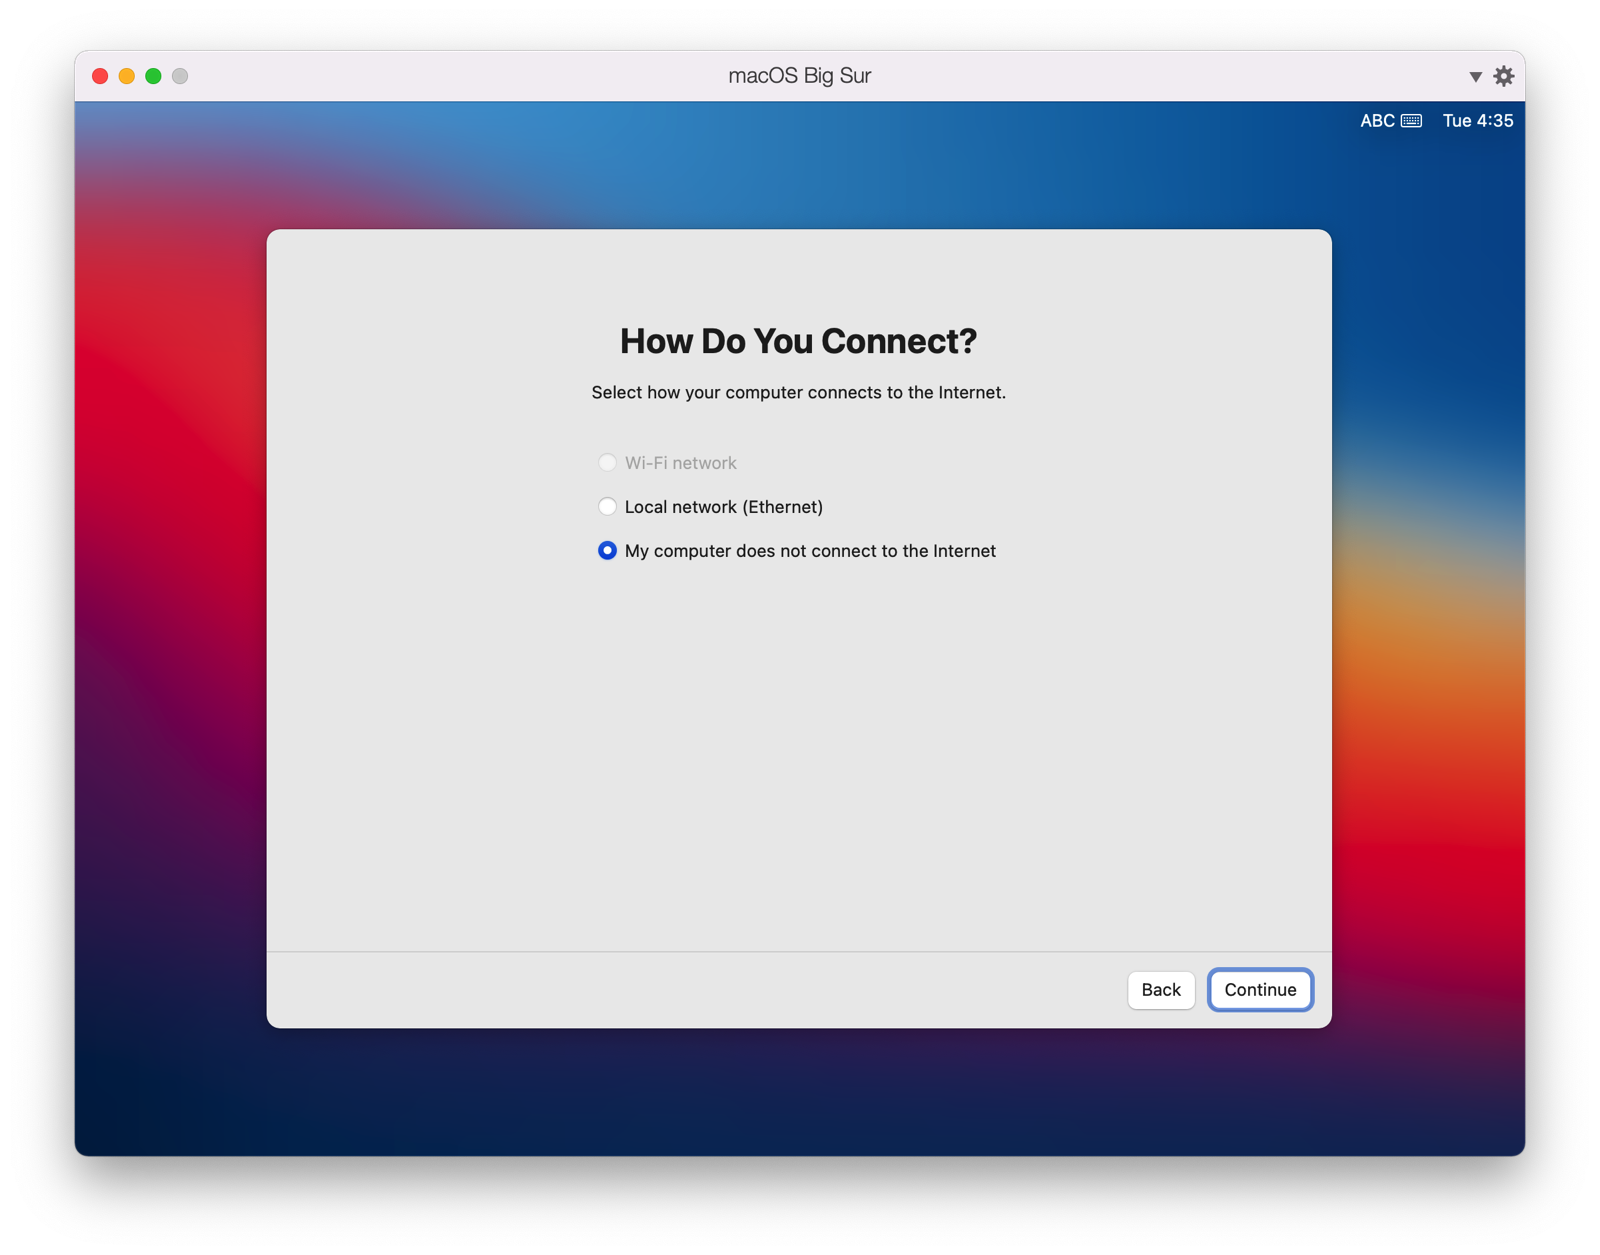 macOS Big Sur
ABC Tue 4:35
How Do You Connect?
Select how your computer connects to the Internet.
Wi-Fi network
Local network (Ethernet)
My computer does not connect to the Internet
Back Continue